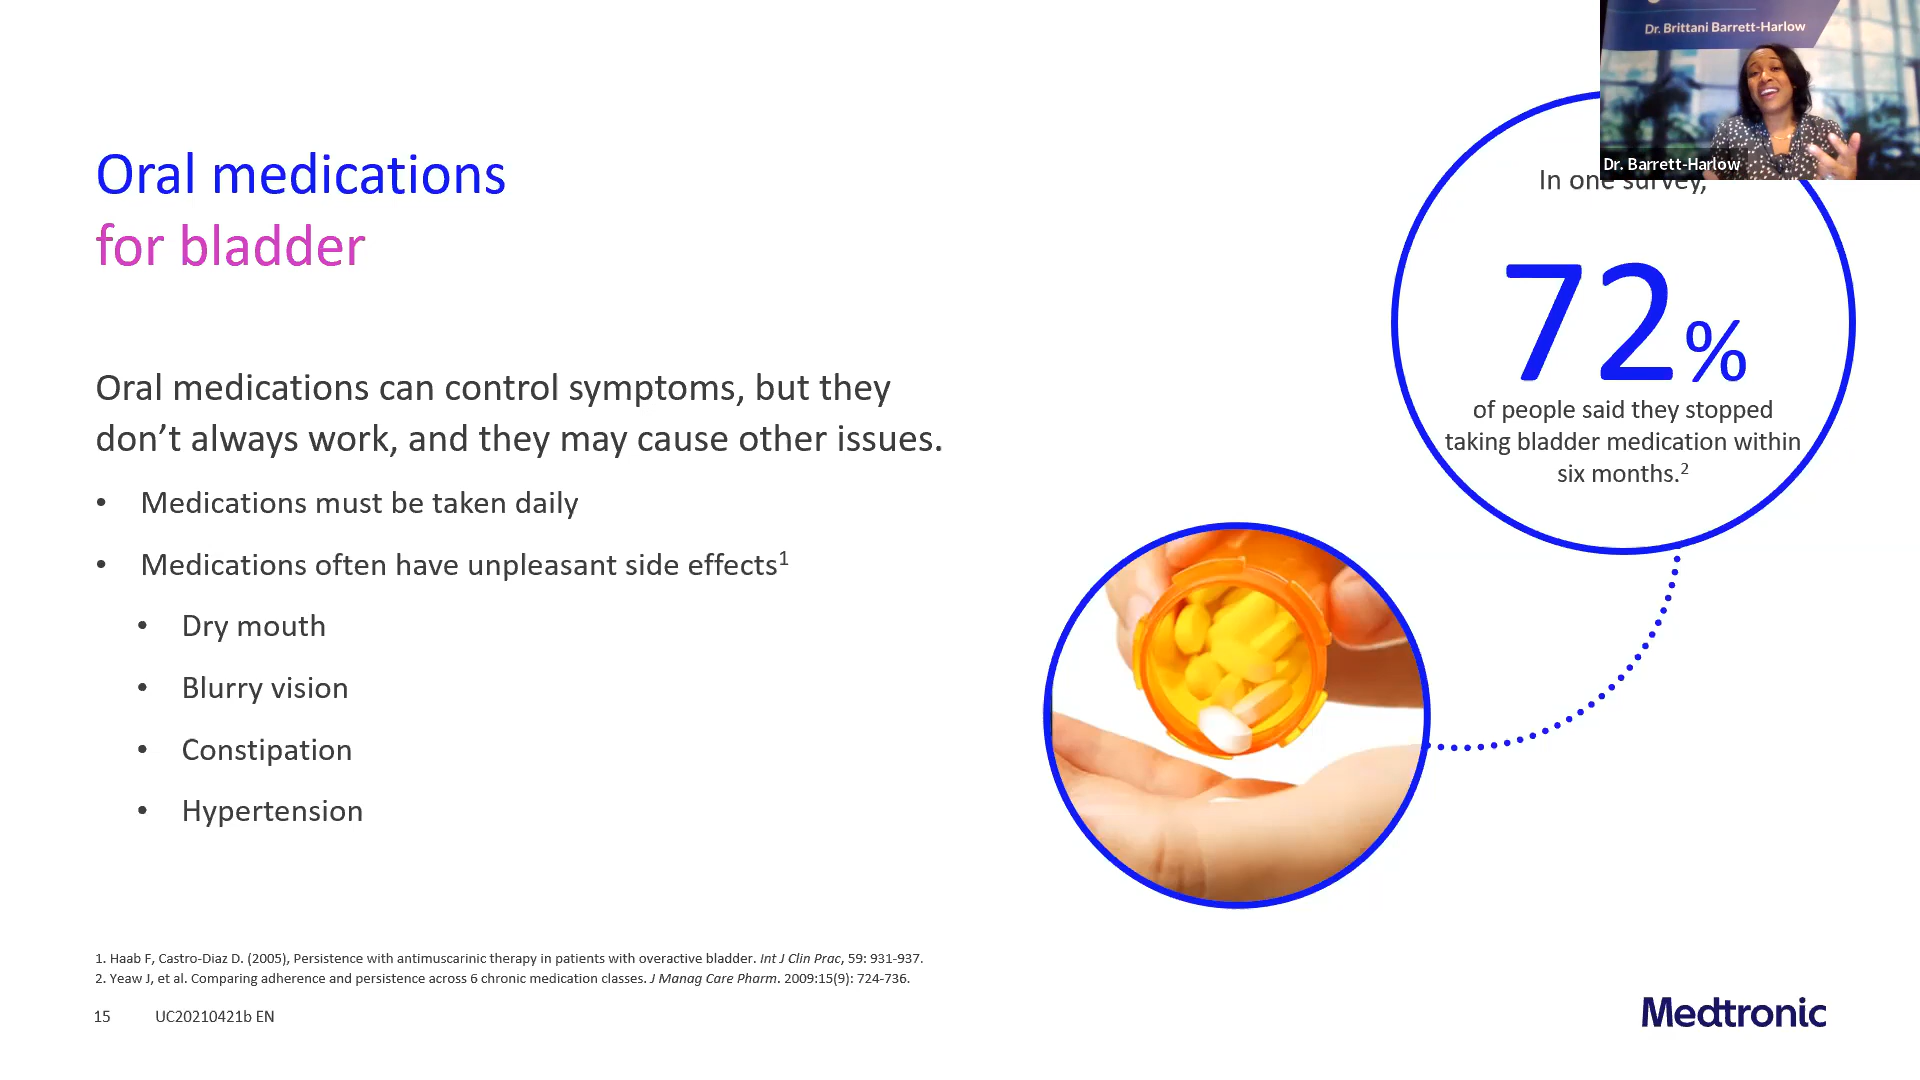 Dr. Brittani Barrett-Harlow
Dr. Barrett-Harlow
Oral medications
for bladder
In one survey,
72%
of people said they stopped
taking bladder medication within
six months.2
Oral medications can control symptoms, but they
don’t always work, and they may cause other issues.
• Medications must be taken daily
• Medications often have unpleasant side effects1
• Dry mouth
• Blurry vision
• Constipation
• Hypertension
1. Haab F, Castro-Diaz D. (2005), Persistence with antimuscarinic therapy in patients with overactive bladder. Int J Clin Prac, 59: 931-937.
2. Yeaw J, et al. Comparing adherence and persistence across 6 chronic medication classes. J Manag Care Pharm. 2009:15(9): 724-736.
15 UC20210421b EN
Medtronic